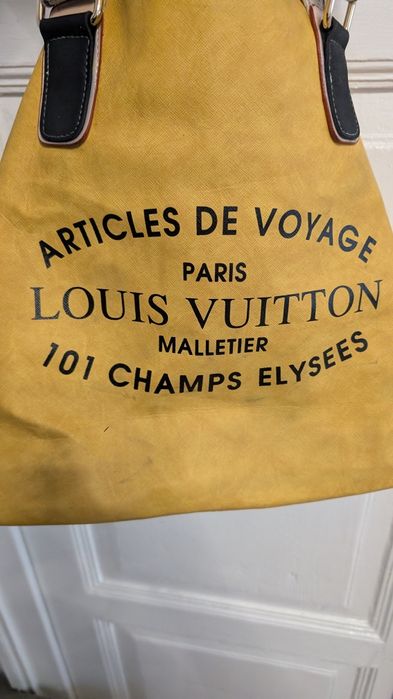 ARTICLES DE VOYAGE
PARIS
LOUIS VUITTON
MALLETIER
101 CHAMPS ELYSEES